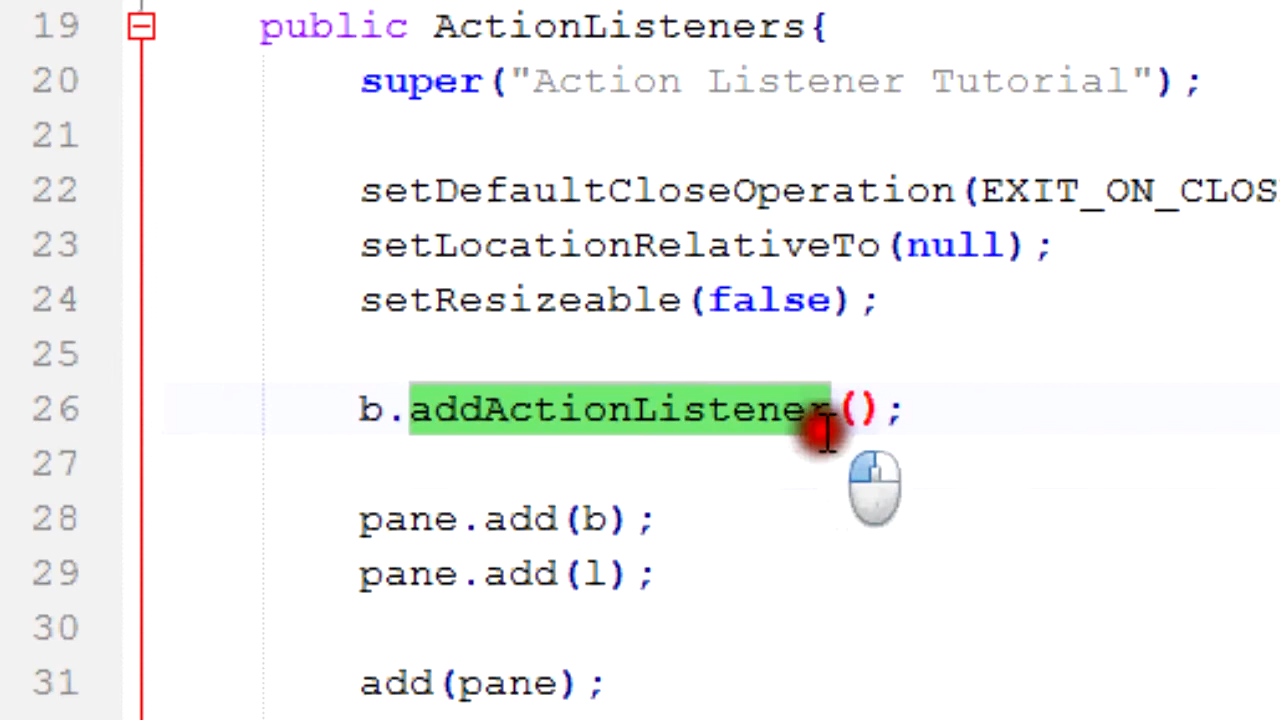 19 public ActionListeners{
20 super("Action Listener Tutorial");
21
22 setDefaultCloseOperation(EXIT_ON_CLOS
23 setLocationRelativeTo(null);
24 setResizeable(false);
25
26 b.addActionListener();
27
28 pane.add(b);
29 pane.add(l);
30
31 add(pane);